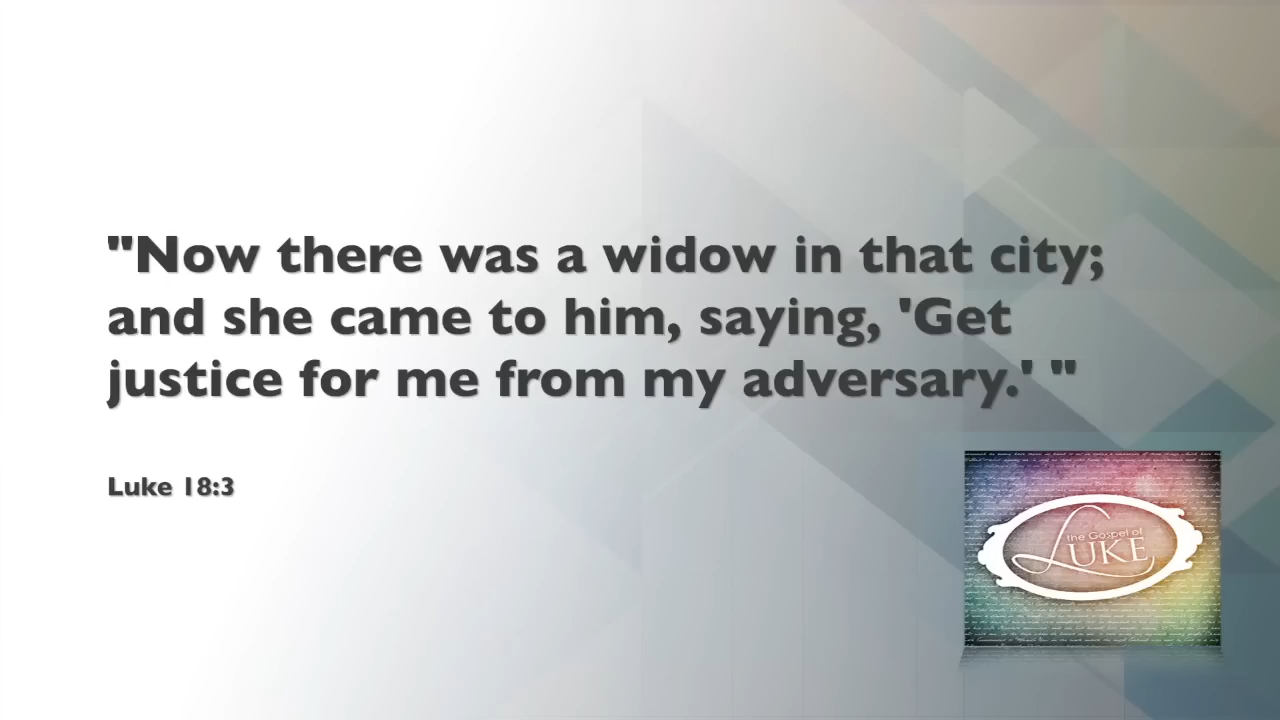 "Now there was a widow in that city;
and she came to him, saying, 'Get
justice for me from my adversary.' "
Luke 18:3
the Gospel of
LUKE